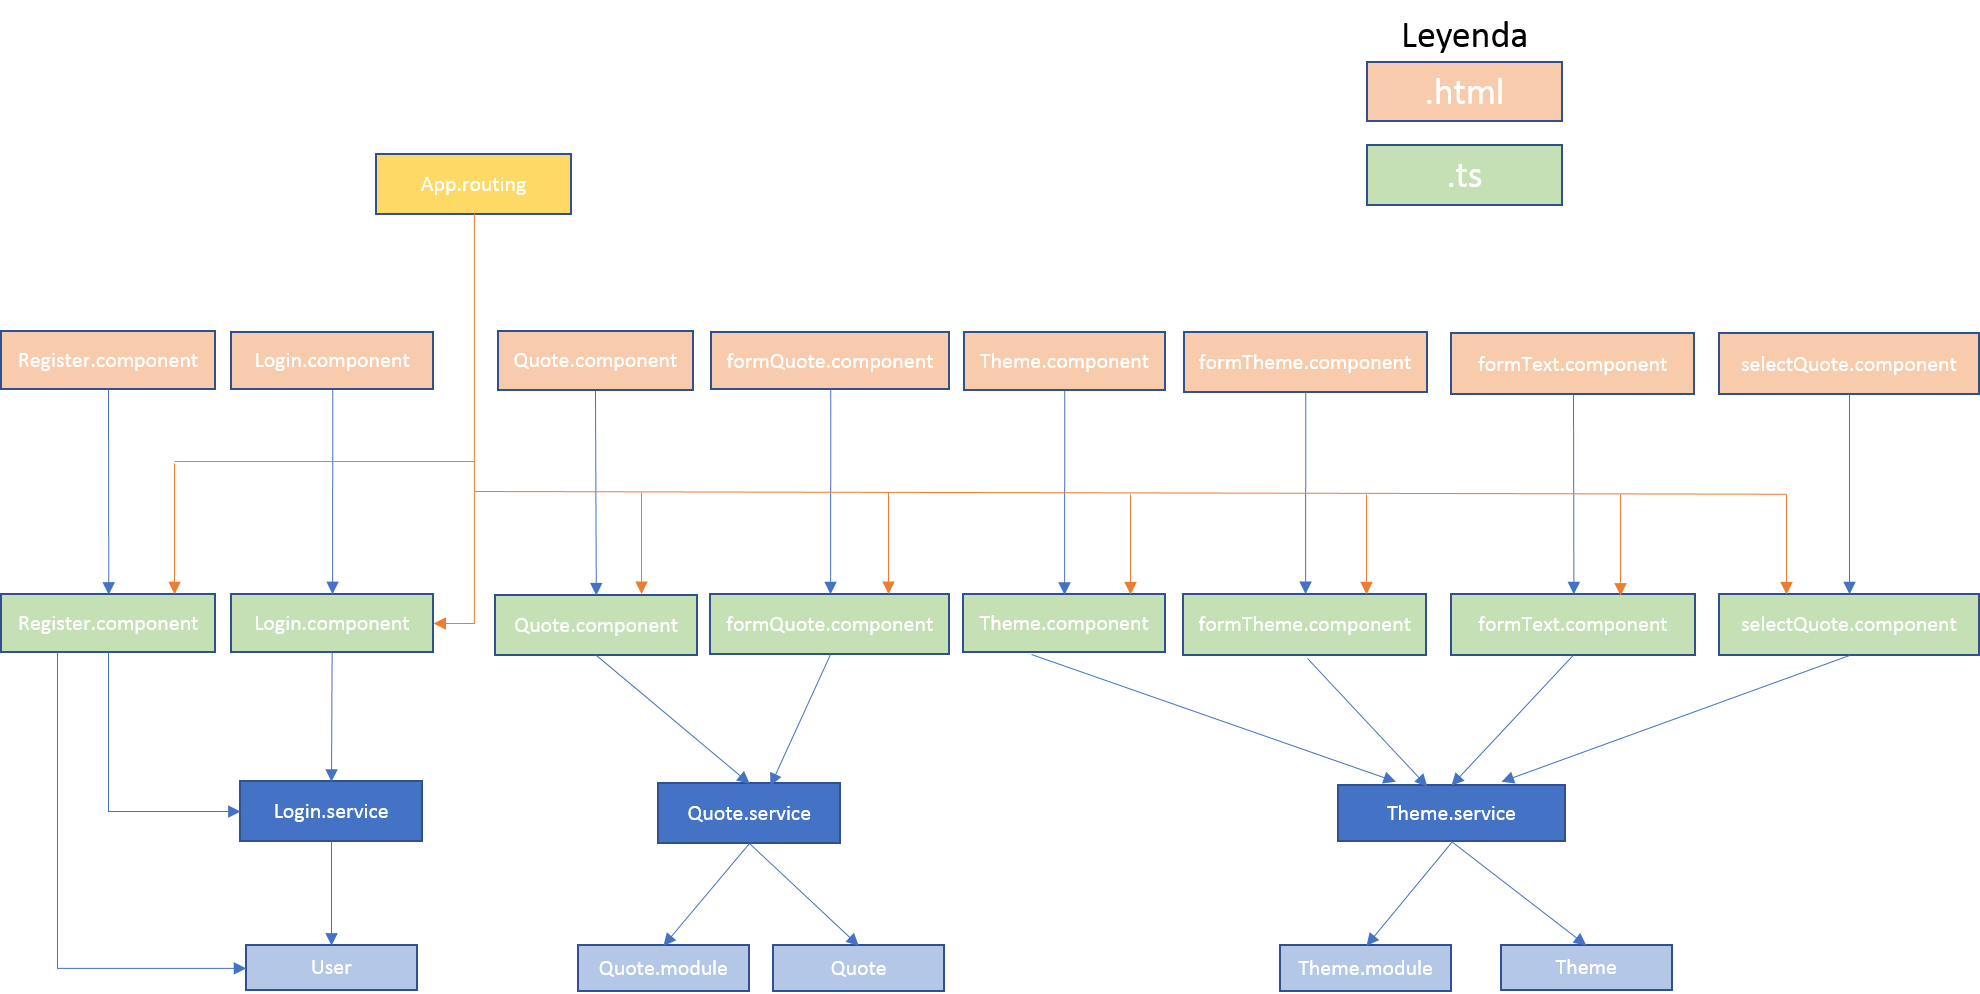 Leyenda
.html
.ts
App.routing
Register.component
Login.component
Quote.component
formQuote.component
Theme.component
formTheme.component
formText.component
selectQuote.component
Register.component
Login.component
Quote.component
formQuote.component
Theme.component
formTheme.component
formText.component
selectQuote.component
Login.service
Quote.service
Theme.service
User
Quote.module
Quote
Theme.module
Theme